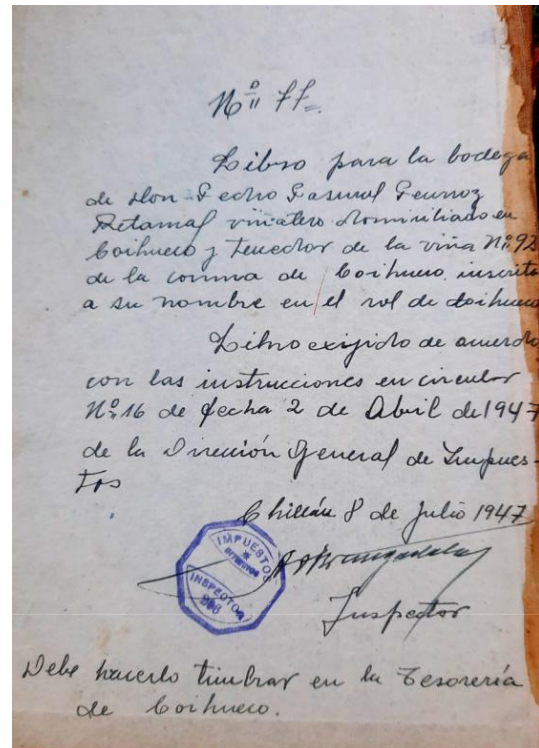 Nº 77=
Libro para la bodega
de don Pedro Pascual
Retamal viñatero domiciliado en
Coihueco y tenedor de la viña Nº 92
de la comuna de Coihueco inscrita
a su nombre en el rol de Coihueco
Libro exijido de acuerdo
con las instrucciones en circular
Nº 16 de fecha 2 de Abril de 1947
de la Dirección General de Impues-
tos
Chillán 8 de Julio 1947
IMPUESTOS
INTERNOS
INSPECTOR
Inspector
Debe hacerlo timbrar en la Tesorería
de Coihueco.